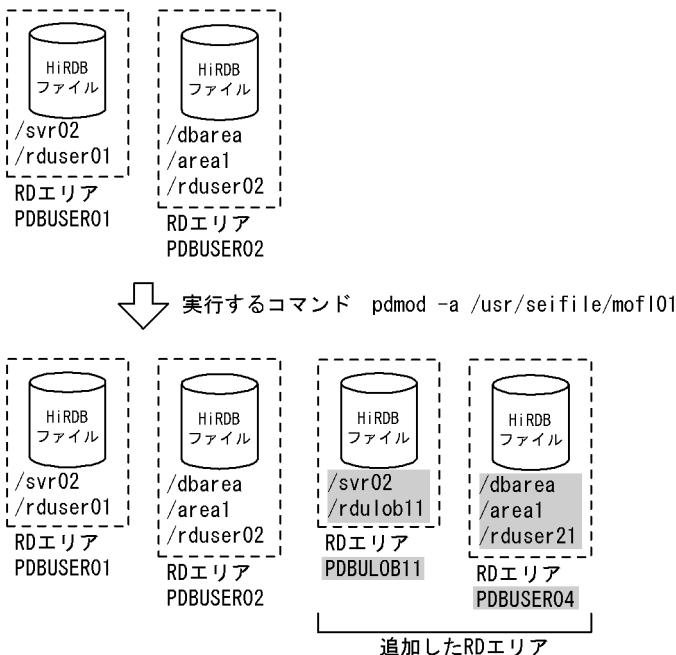 HiRDB
ファイル
/svr02
/rduser01
RDエリア
PDBUSER01
HiRDB
ファイル
/dbarea
/area1
/rduser02
RDエリア
PDBUSER02
実行するコマンド pdmod -a /usr/seifile/mofl01
HiRDB
ファイル
/svr02
/rduser01
RDエリア
PDBUSER01
HiRDB
ファイル
/dbarea
/area1
/rduser02
RDエリア
PDBUSER02
HiRDB
ファイル
/svr02
/rdulob11
RDエリア
PDBULOB11
HiRDB
ファイル
/dbarea
/area1
/rduser21
RDエリア
PDBUSER04
追加したRDエリア